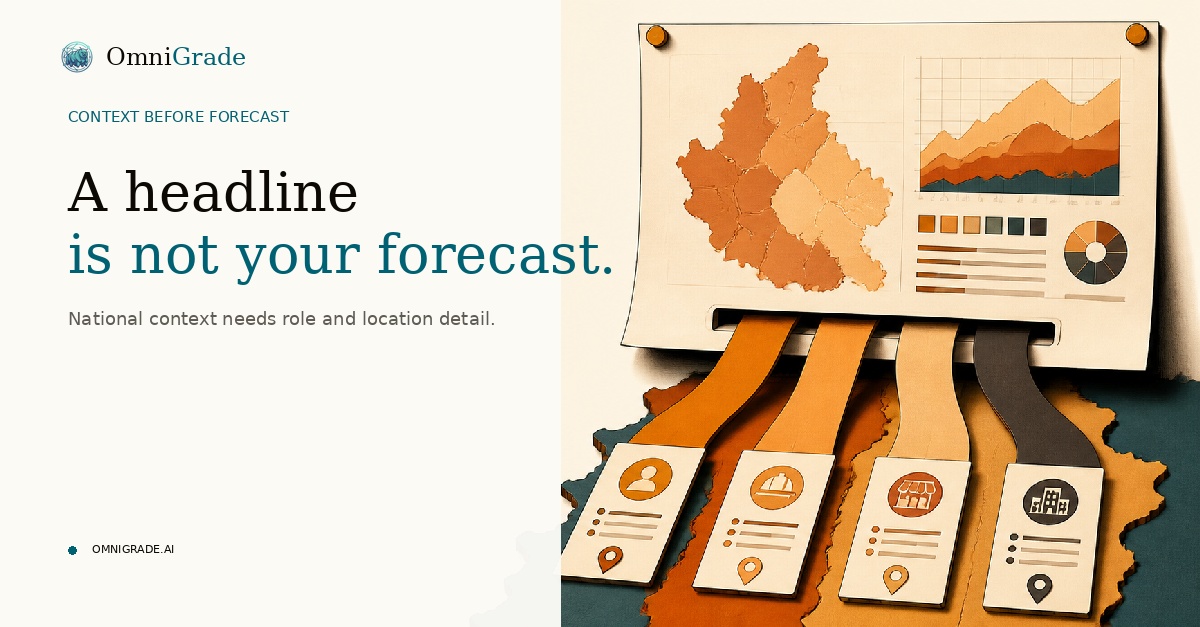 OmniGrade
CONTEXT BEFORE FORECAST
A headline
is not your forecast.
National context needs role and location detail.
OMNIGRADE.AI